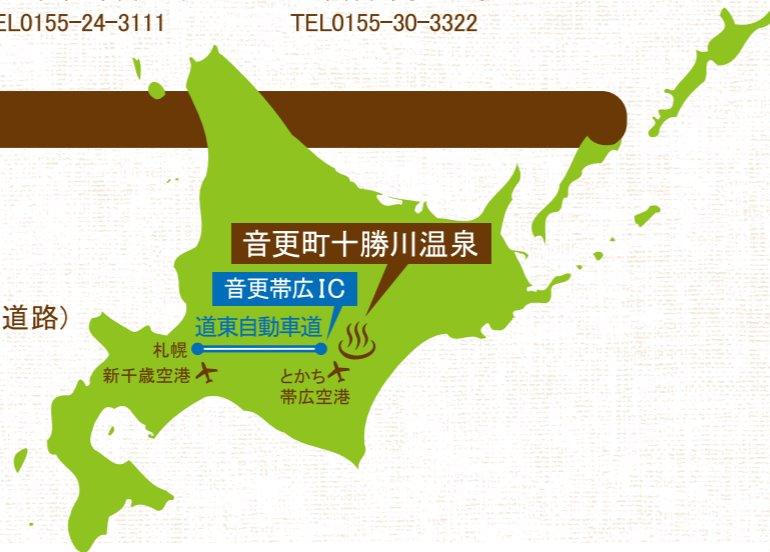 TEL0155-24-3111
TEL0155-30-3322
音更町十勝川温泉
音更帯広IC
道路）
道東自動車道
札幌
新千歳空港
とかち
帯広空港